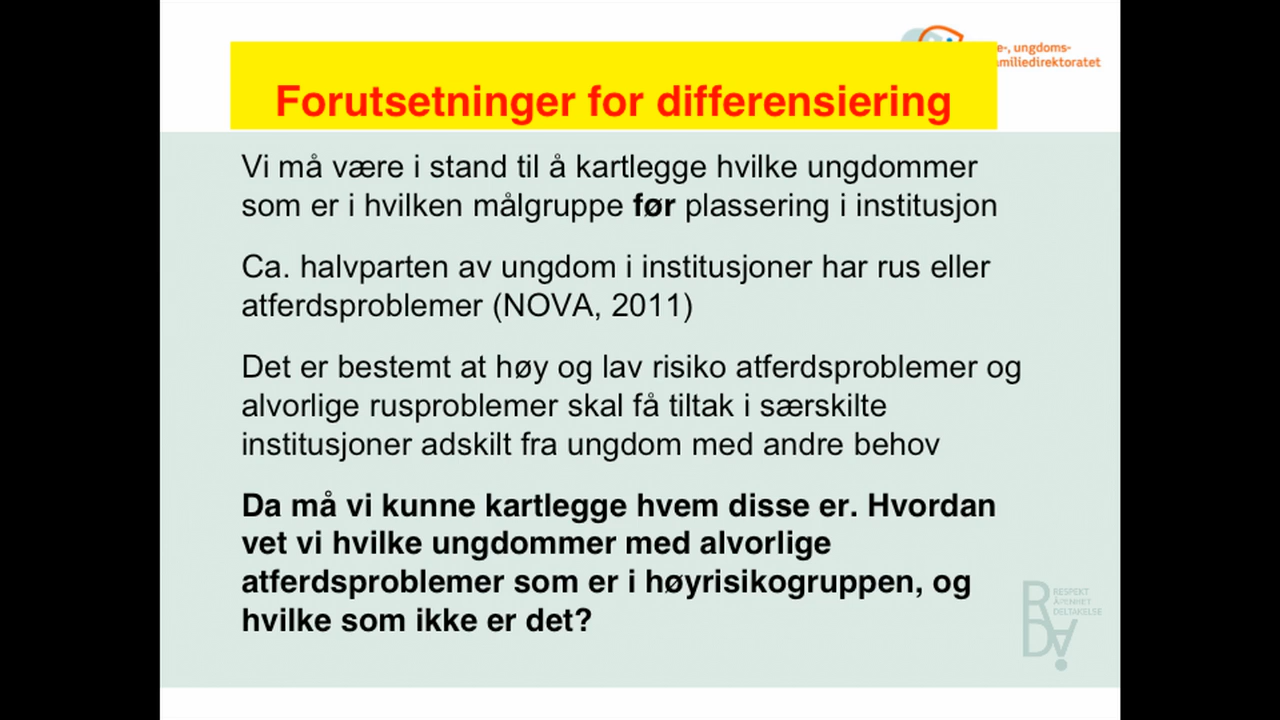 e-, ungdoms-
amiliedirektoratet
Forutsetninger for differensiering
Vi må være i stand til å kartlegge hvilke ungdommer
som er i hvilken målgruppe før plassering i institusjon
Ca. halvparten av ungdom i institusjoner har rus eller
atferdsproblemer (NOVA, 2011)
Det er bestemt at høy og lav risiko atferdsproblemer og
alvorlige rusproblemer skal få tiltak i særskilte
institusjoner adskilt fra ungdom med andre behov
Da må vi kunne kartlegge hvem disse er. Hvordan
vet vi hvilke ungdommer med alvorlige
atferdsproblemer som er i høyrisikogruppen, og
hvilke som ikke er det?
RESPEKT
ÅPENHET
DELTAKELSE